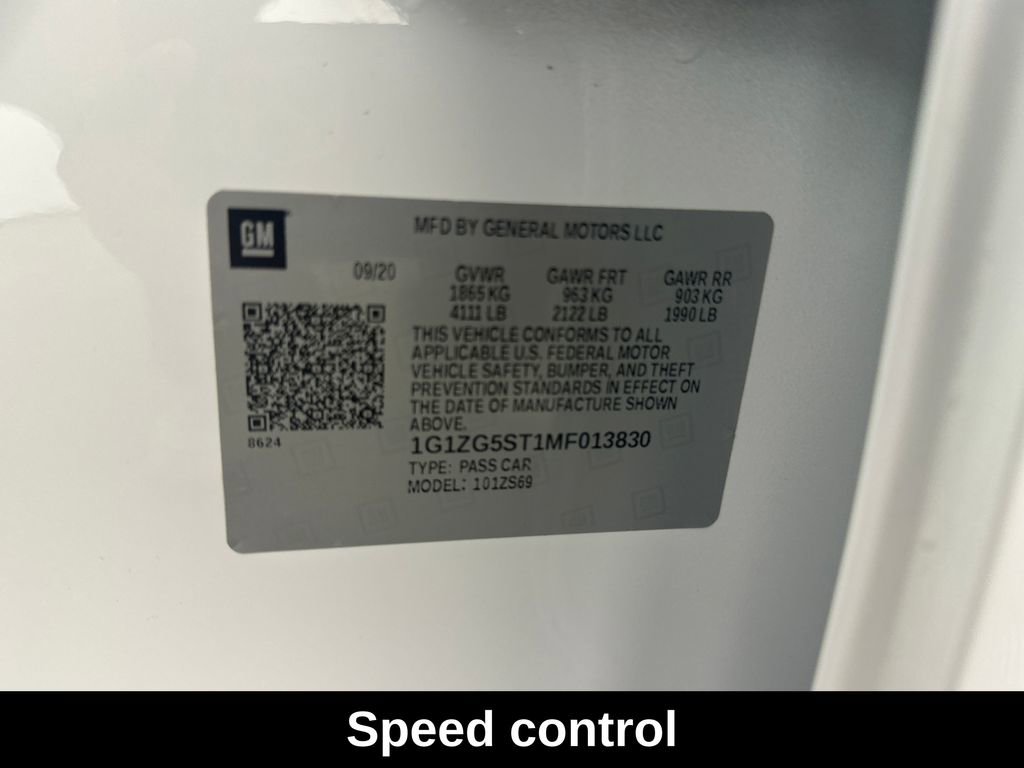 GM
MFD BY GENERAL MOTORS LLC
09/20 GVWR GAWR FRT GAWR RR
1865 KG 963 KG 903 KG
4111 LB 2122 LB 1990 LB
THIS VEHICLE CONFORMS TO ALL
APPLICABLE U.S. FEDERAL MOTOR
VEHICLE SAFETY, BUMPER, AND THEFT
PREVENTION STANDARDS IN EFFECT ON
THE DATE OF MANUFACTURE SHOWN
ABOVE.
8624
1G1ZG5ST1MF013830
TYPE: PASS CAR
MODEL: 101ZS69
Speed control